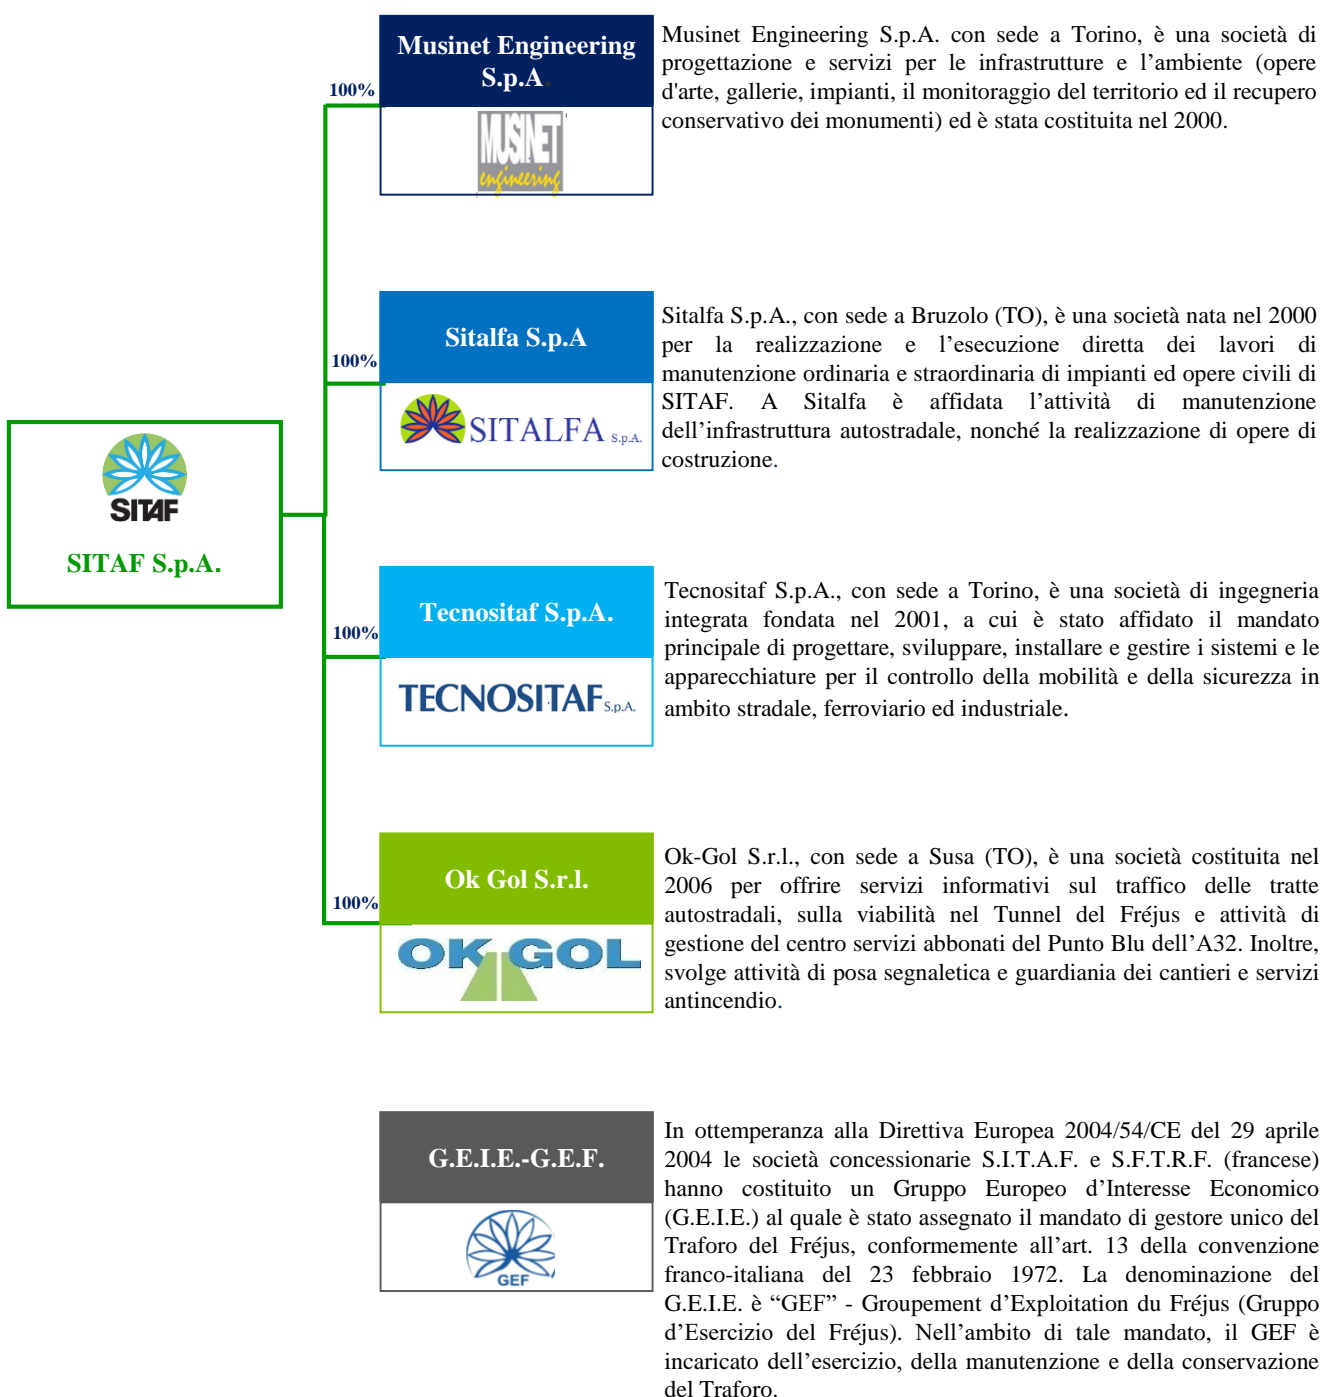 Musinet Engineering
S.p.A.
100%
MUSINET
engineering
Musinet Engineering S.p.A. con sede a Torino, è una società di
progettazione e servizi per le infrastrutture e l’ambiente (opere
d'arte, gallerie, impianti, il monitoraggio del territorio ed il recupero
conservativo dei monumenti) ed è stata costituita nel 2000.
Sitalfa S.p.A
100%
SITALFA S.p.A.
Sitalfa S.p.A., con sede a Bruzolo (TO), è una società nata nel 2000
per la realizzazione e l’esecuzione diretta dei lavori di
manutenzione ordinaria e straordinaria di impianti ed opere civili di
SITAF. A Sitalfa è affidata l’attività di manutenzione
dell’infrastruttura autostradale, nonché la realizzazione di opere di
costruzione.
SITAF
SITAF S.p.A.
Tecnositaf S.p.A.
100%
TECNOSITAF S.p.A.
Tecnositaf S.p.A., con sede a Torino, è una società di ingegneria
integrata fondata nel 2001, a cui è stato affidato il mandato
principale di progettare, sviluppare, installare e gestire i sistemi e le
apparecchiature per il controllo della mobilità e della sicurezza in
ambito stradale, ferroviario ed industriale.
Ok Gol S.r.l.
100%
OK GOL
Ok-Gol S.r.l., con sede a Susa (TO), è una società costituita nel
2006 per offrire servizi informativi sul traffico delle tratte
autostradali, sulla viabilità nel Tunnel del Fréjus e attività di
gestione del centro servizi abbonati del Punto Blu dell’A32. Inoltre,
svolge attività di posa segnaletica e guardiania dei cantieri e servizi
antincendio.
G.E.I.E.-G.E.F.
GEF
In ottemperanza alla Direttiva Europea 2004/54/CE del 29 aprile
2004 le società concessionarie S.I.T.A.F. e S.F.T.R.F. (francese)
hanno costituito un Gruppo Europeo d’Interesse Economico
(G.E.I.E.) al quale è stato assegnato il mandato di gestore unico del
Traforo del Fréjus, conformemente all’art. 13 della convenzione
franco-italiana del 23 febbraio 1972. La denominazione del
G.E.I.E. è “GEF” - Groupement d’Exploitation du Fréjus (Gruppo
d’Esercizio del Fréjus). Nell’ambito di tale mandato, il GEF è
incaricato dell’esercizio, della manutenzione e della conservazione
del Traforo.